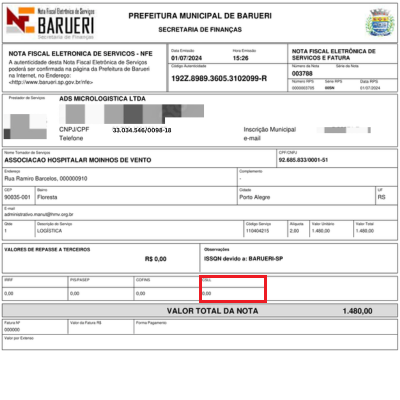 Nota Fiscal Eletrônica de Serviços
NFE BARUERI
Secretaria de Finanças
PREFEITURA MUNICIPAL DE BARUERI
SECRETARIA DE FINANÇAS
BARUERI
NOTA FISCAL ELETRONICA DE SERVICOS - NFE
A autenticidade desta Nota Fiscal Eletrônica de Serviços
poderá ser confirmada na página da Prefeitura de Barueri
na Internet, no Endereço:
<http://www.barueri.sp.gov.br/nfe>
Data Emissão
Hora Emissão
01/07/2024
15:26
Código Autenticidade
192Z.8989.3605.3102099-R
NOTA FISCAL ELETRÔNICA DE
SERVIÇOS E FATURA
Número da Nota
Série da Nota
003788
Número RPS
Série RPS
Data RPS
0000003795
01/07/2024
Prestador de Serviços
ADS MICROLOGISTICA LTDA
CNPJ/CPF
33.034.546/0098-18
Inscrição Municipal
Telefone
e-mail
Nome Tomador de Serviços
CPF/CNPJ
ASSOCIACAO HOSPITALAR MOINHOS DE VENTO
92.685.833/0001-51
Endereço
Complemento
Rua Ramiro Barcelos, 000000910
-
CEP
Bairro
Cidade
UF
90035-001
Floresta
Porto Alegre
RS
E-mail
Qtde
Descrição do Serviço
Código Serviço
Alíquota
Valor Unitário
Valor Total
1
LOGÍSTICA
110404215
2,00
1.480,00
1.480,00
VALORES DE REPASSE A TERCEIROS
R$ 0,00
Observações
ISSQN devido a: BARUERI-SP
IRRF
PIS/PASEP
COFINS
CSLL
0,00
0,00
0,00
0,00
VALOR TOTAL DA NOTA
1.480,00
Fatura Nº
Valor da Fatura R$
Forma Pagamento
000000
Valor por Extenso